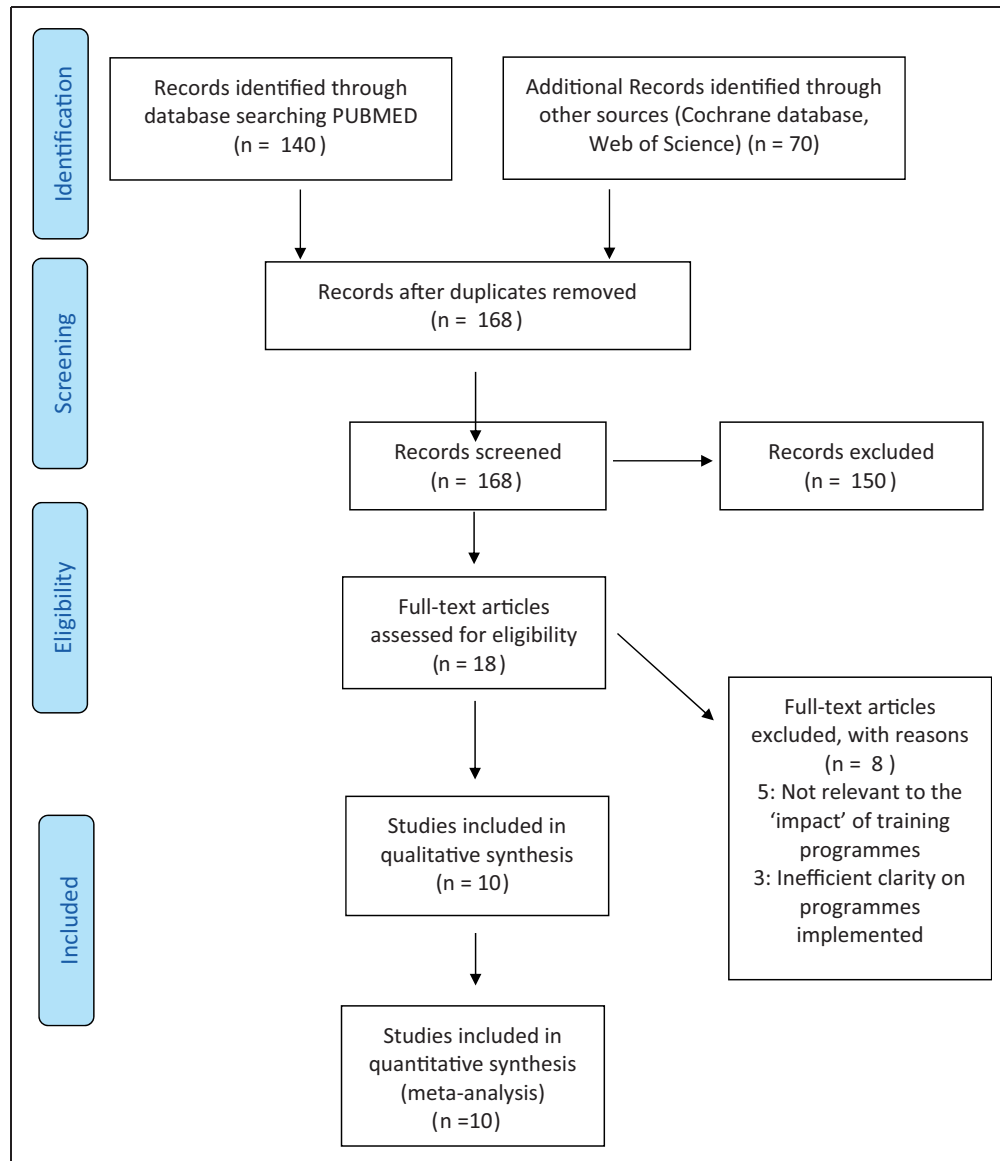 Identification
Records identified through
database searching PUBMED
(n = 140)
Additional Records identified through
other sources (Cochrane database,
Web of Science) (n = 70)
Screening
Records after duplicates removed
(n = 168)
Records screened
(n = 168)
Records excluded
(n = 150)
Eligibility
Full-text articles
assessed for eligibility
(n = 18)
Full-text articles
excluded, with reasons
(n = 8 )
5: Not relevant to the
‘impact’ of training
programmes
3: Inefficient clarity on
programmes
implemented
Included
Studies included in
qualitative synthesis
(n = 10)
Studies included in
quantitative synthesis
(meta-analysis)
(n =10)